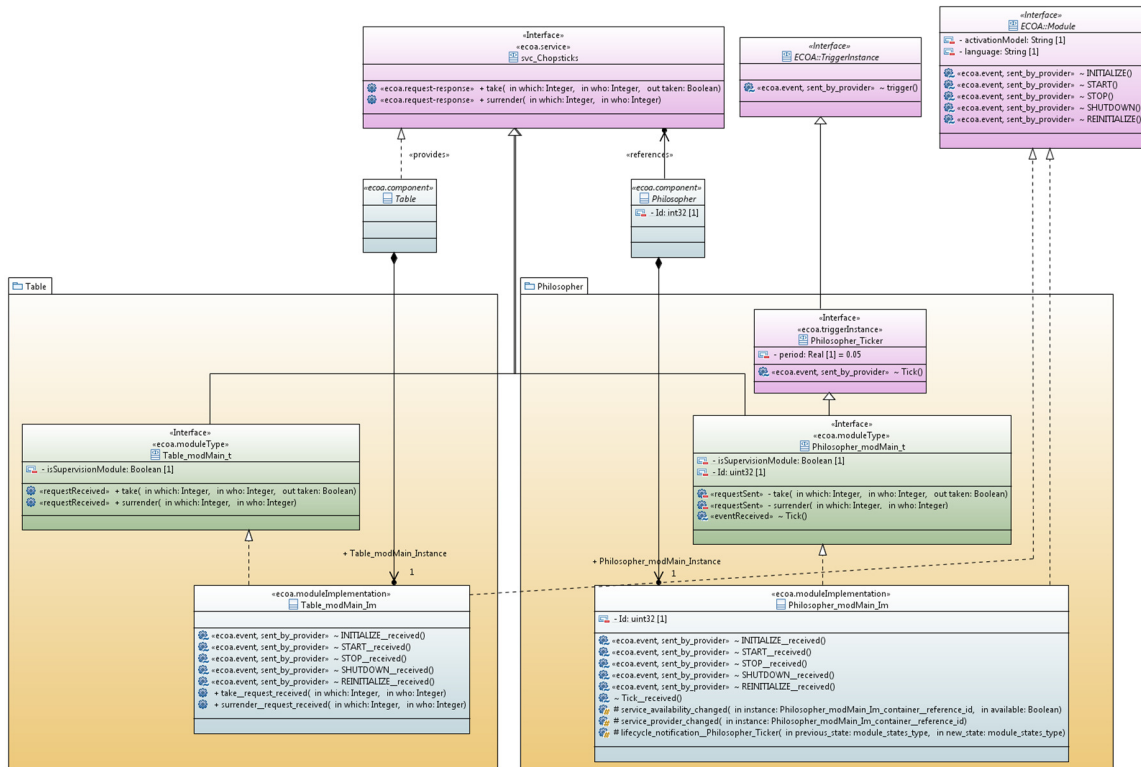 «Interface»
«ecoa.service»
svc_Chopsticks
«ecoa.request-response» + take( in which: Integer, in who: Integer, out taken: Boolean)
«ecoa.request-response» + surrender( in which: Integer, in who: Integer)
«Interface»
ECOA::TriggerInstance
«ecoa.event, sent_by_provider» ~ trigger()
«Interface»
ECOA::Module
- activationModel: String [1]
- language: String [1]
«ecoa.event, sent_by_provider» ~ INITIALIZE()
«ecoa.event, sent_by_provider» ~ START()
«ecoa.event, sent_by_provider» ~ STOP()
«ecoa.event, sent_by_provider» ~ SHUTDOWN()
«ecoa.event, sent_by_provider» ~ REINITIALIZE()
«provides»
«references»
«ecoa.component»
Table
«ecoa.component»
Philosopher
- Id: int32 [1]
Table
Philosopher
«Interface»
«ecoa.triggerInstance»
Philosopher_Ticker
- period: Real [1] = 0.05
«ecoa.event, sent_by_provider» ~ Tick()
«Interface»
«ecoa.moduleType»
Table_modMain_t
- isSupervisionModule: Boolean [1]
«requestReceived» + take( in which: Integer, in who: Integer, out taken: Boolean)
«requestReceived» + surrender( in which: Integer, in who: Integer)
«Interface»
«ecoa.moduleType»
Philosopher_modMain_t
- isSupervisionModule: Boolean [1]
- Id: uint32 [1]
«requestSent» - take( in which: Integer, in who: Integer, out taken: Boolean)
«requestSent» - surrender( in which: Integer, in who: Integer)
«eventReceived» ~ Tick()
+ Table_modMain_Instance
1
+ Philosopher_modMain_Instance
1
«ecoa.moduleImplementation»
Table_modMain_Im
«ecoa.event, sent_by_provider» ~ INITIALIZE__received()
«ecoa.event, sent_by_provider» ~ START__received()
«ecoa.event, sent_by_provider» ~ STOP__received()
«ecoa.event, sent_by_provider» ~ SHUTDOWN__received()
«ecoa.event, sent_by_provider» ~ REINITIALIZE__received()
+ take__request_received( in which: Integer, in who: Integer)
+ surrender__request_received( in which: Integer, in who: Integer)
«ecoa.moduleImplementation»
Philosopher_modMain_Im
- Id: uint32 [1]
«ecoa.event, sent_by_provider» ~ INITIALIZE__received()
«ecoa.event, sent_by_provider» ~ START__received()
«ecoa.event, sent_by_provider» ~ STOP__received()
«ecoa.event, sent_by_provider» ~ SHUTDOWN__received()
«ecoa.event, sent_by_provider» ~ REINITIALIZE__received()
~ Tick__received()
# service_availability_changed( in instance: Philosopher_modMain_Im_container__reference_id, in available: Boolean)
# service_provider_changed( in instance: Philosopher_modMain_Im_container__reference_id)
# lifecycle_notification__Philosopher_Ticker( in previous_state: module_states_type, in new_state: module_states_type)